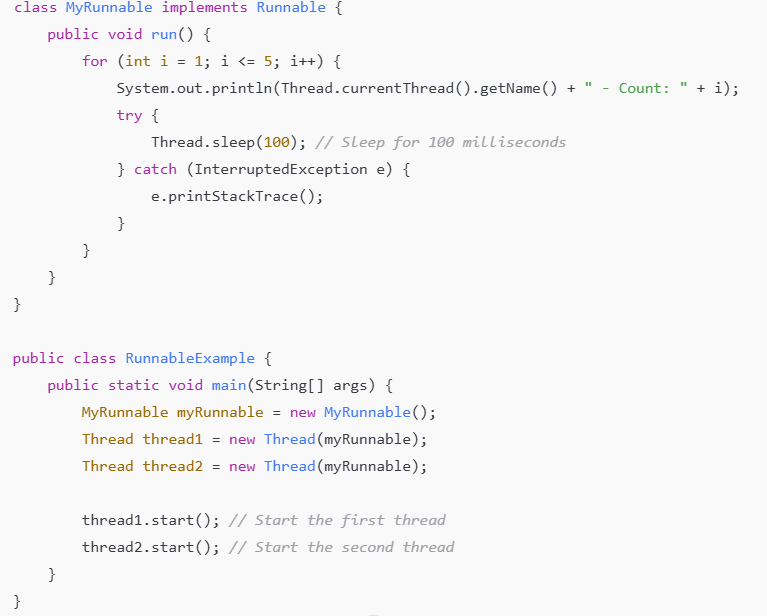 class MyRunnable implements Runnable {
    public void run() {
        for (int i = 1; i <= 5; i++) {
            System.out.println(Thread.currentThread().getName() + " - Count: " + i);
            try {
                Thread.sleep(100); // Sleep for 100 milliseconds
            } catch (InterruptedException e) {
                e.printStackTrace();
            }
        }
    }
}

public class RunnableExample {
    public static void main(String[] args) {
        MyRunnable myRunnable = new MyRunnable();
        Thread thread1 = new Thread(myRunnable);
        Thread thread2 = new Thread(myRunnable);

        thread1.start(); // Start the first thread
        thread2.start(); // Start the second thread
    }
}